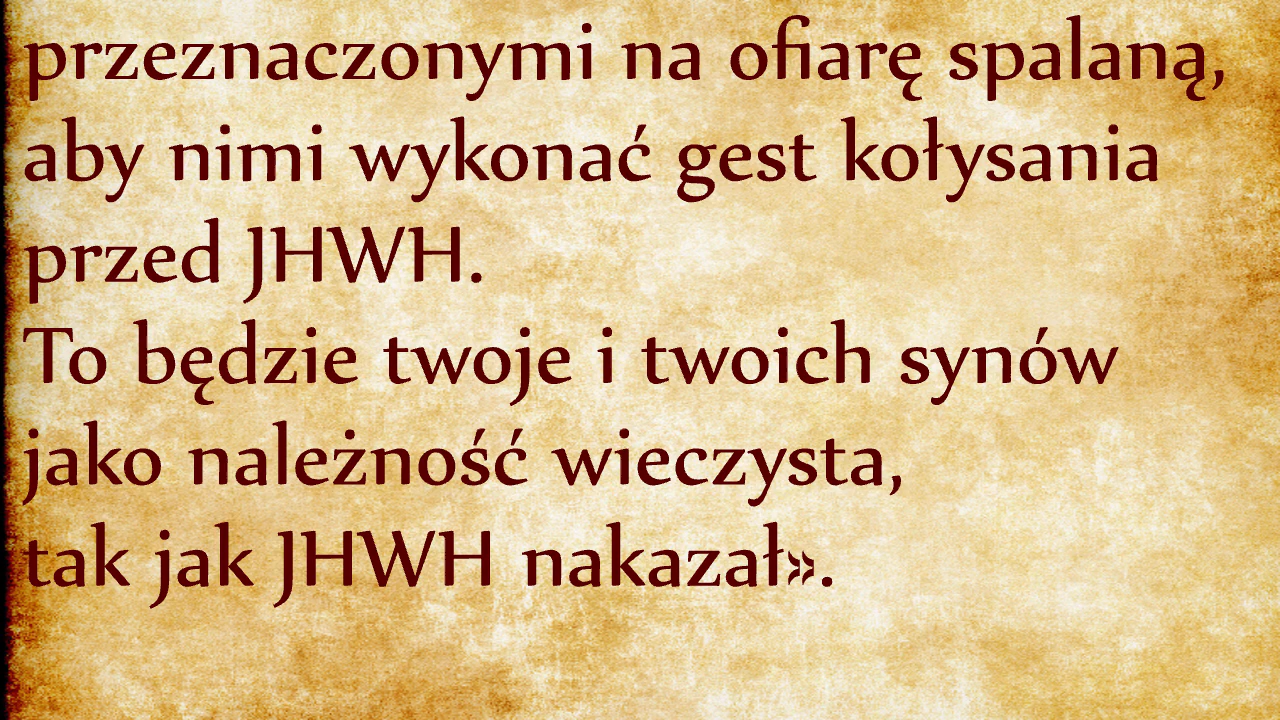 przeznaczonymi na ofiarę spalaną,
aby nimi wykonać gest kołysania
przed JHWH.
To będzie twoje i twoich synów
jako należność wieczysta,
tak jak JHWH nakazał».